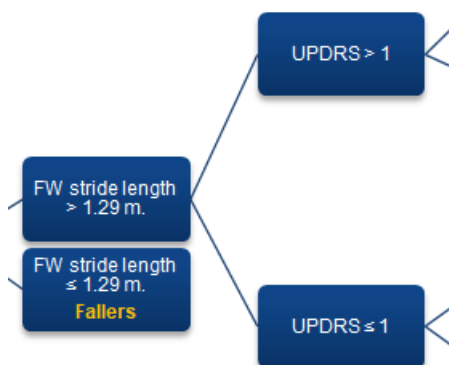 UPDRS > 1
FW stride length
> 1.29 m.
FW stride length
≤ 1.29 m.
Fallers
UPDRS ≤ 1